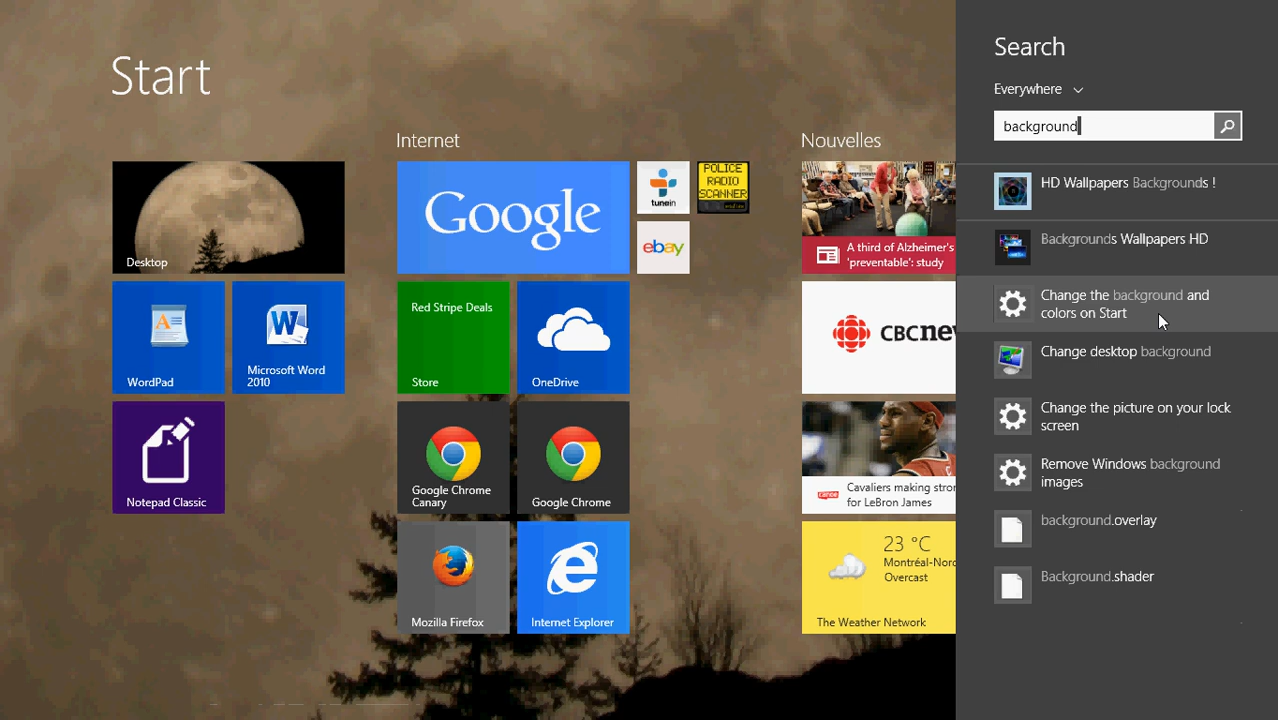 Start
Internet
Nouvelles
Desktop
WordPad
Microsoft Word
2010
Notepad Classic
Google
tunein
POLICE
RADIO
SCANNER
ebay
Red Stripe Deals
Store
OneDrive
Google Chrome
Canary
Google Chrome
Mozilla Firefox
Internet Explorer
A third of Alzheimer's
'preventable': study
CBCnew
Cavaliers making stron
for LeBron James
23 °C
Montréal-Nord
Overcast
The Weather Network
Search
Everywhere
background
HD Wallpapers Backgrounds !
Backgrounds Wallpapers HD
Change the background and
colors on Start
Change desktop background
Change the picture on your lock
screen
Remove Windows background
images
background.overlay
Background.shader